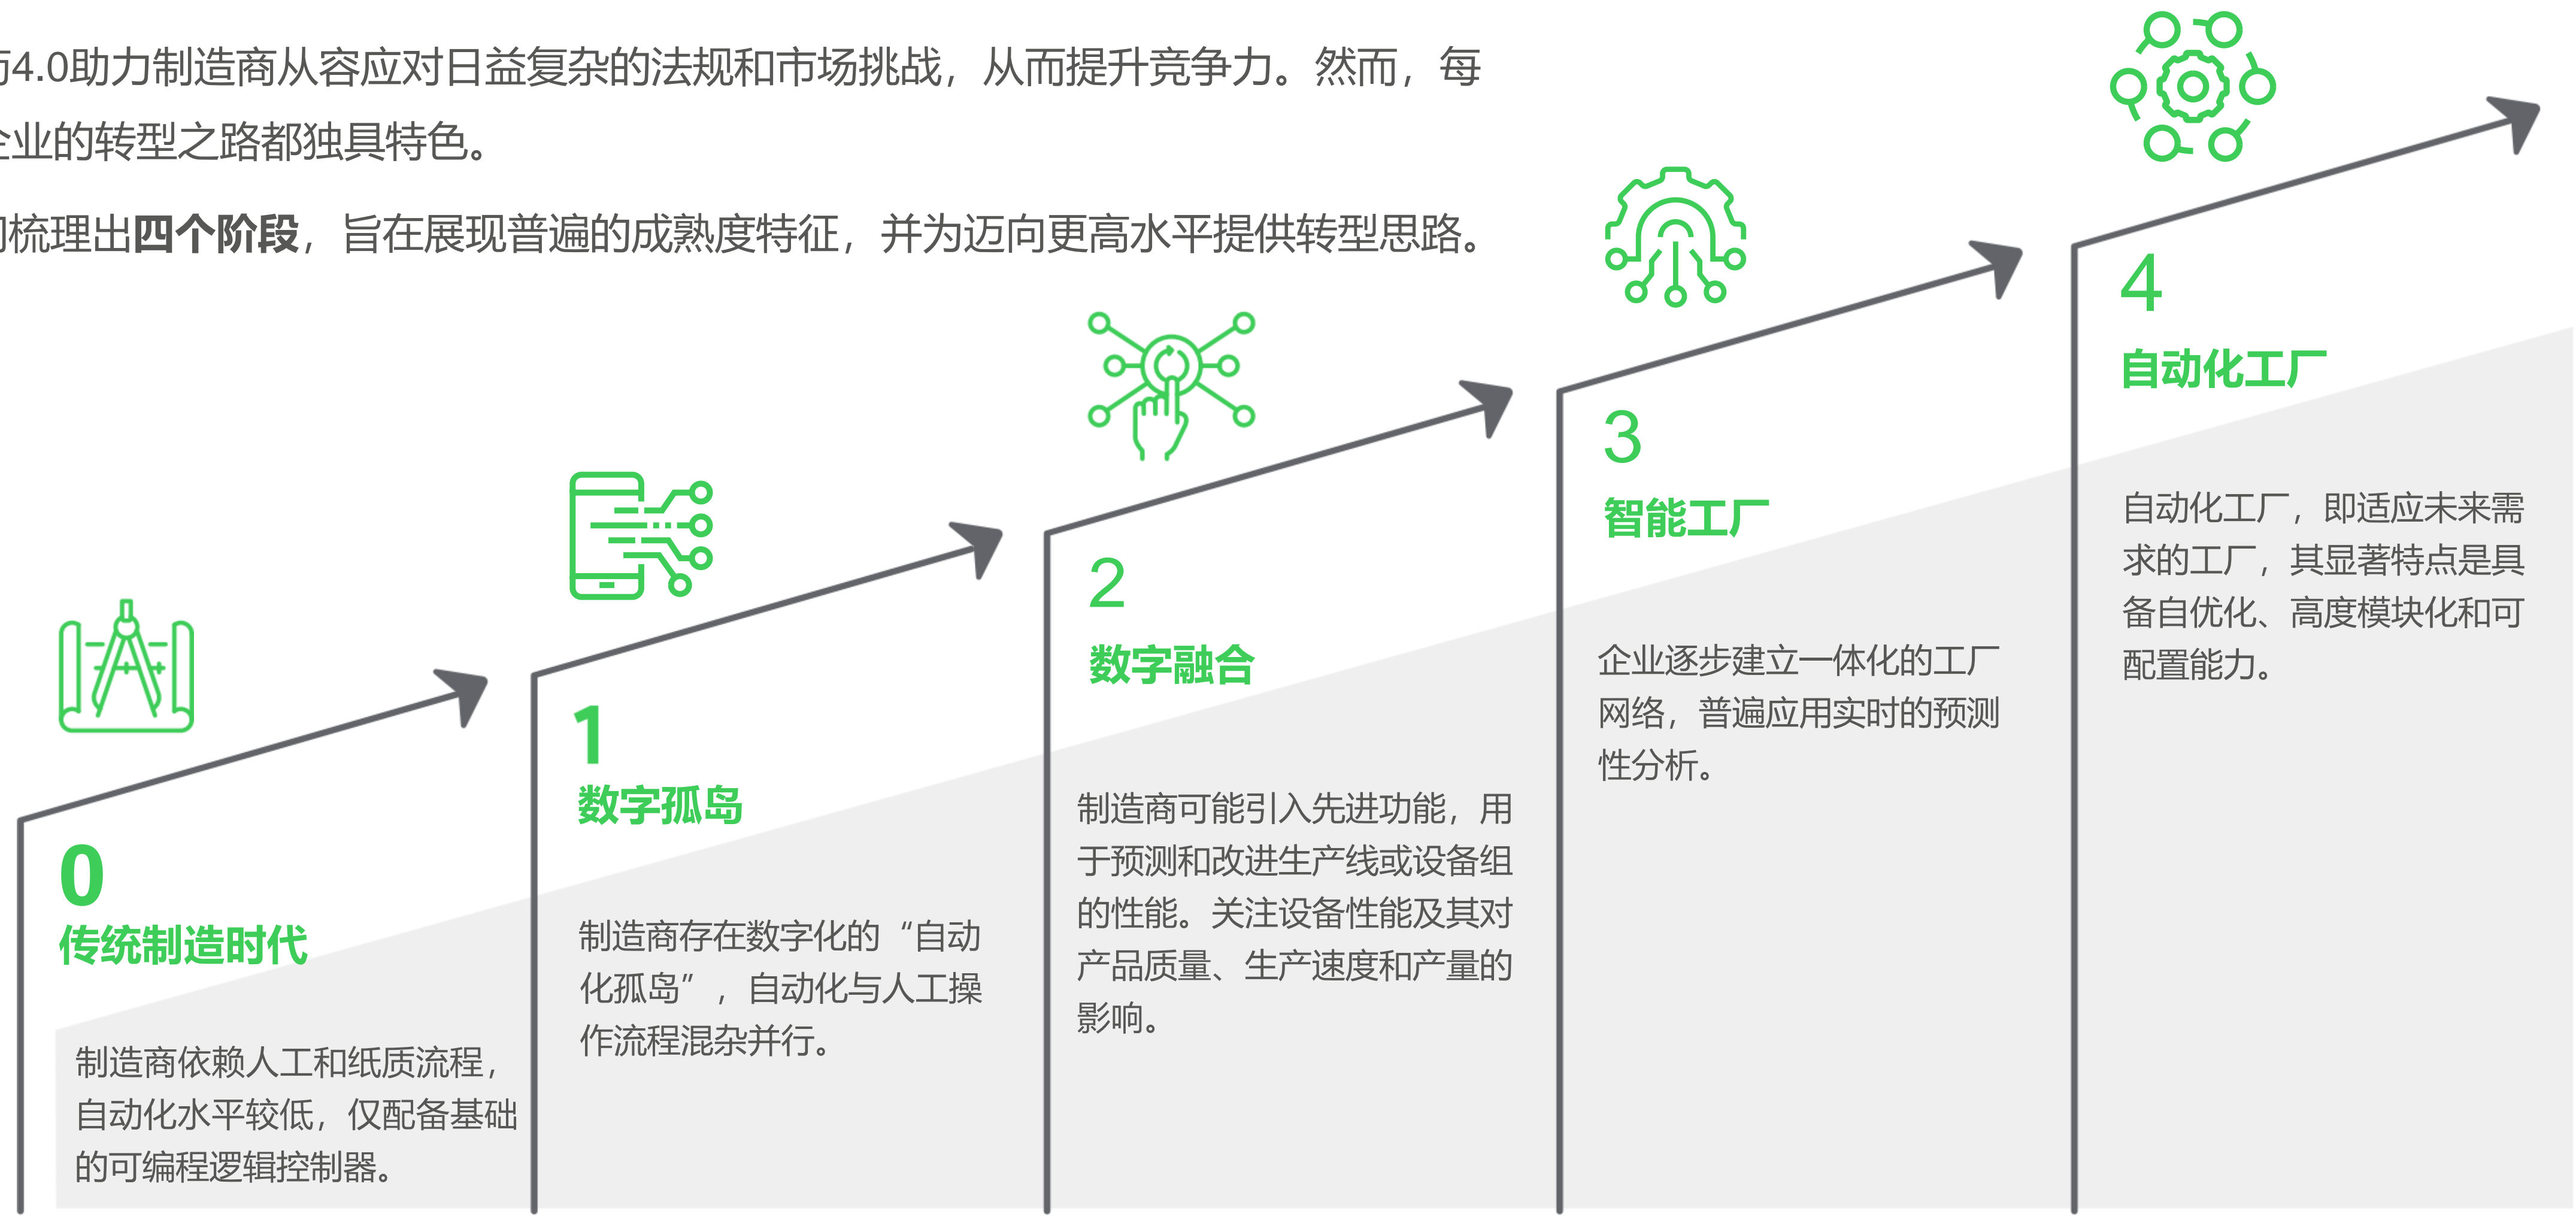 4.0助力制造商从容应对日益复杂的法规和市场挑战，从而提升竞争力。然而，每
企业的转型之路都独具特色。
梳理出四个阶段，旨在展现普遍的成熟度特征，并为迈向更高水平提供转型思路。
0
传统制造时代
制造商依赖人工和纸质流程，
自动化水平较低，仅配备基础
的可编程逻辑控制器。
1
数字孤岛
制造商存在数字化的“自动
化孤岛”，自动化与人工操
作流程混杂并行。
2
数字融合
制造商可能引入先进功能，用
于预测和改进生产线或设备组
的性能。关注设备性能及其对
产品质量、生产速度和产量的
影响。
3
智能工厂
企业逐步建立一体化的工厂
网络，普遍应用实时的预测
性分析。
4
自动化工厂
自动化工厂，即适应未来需
求的工厂，其显著特点是具
备自优化、高度模块化和可
配置能力。